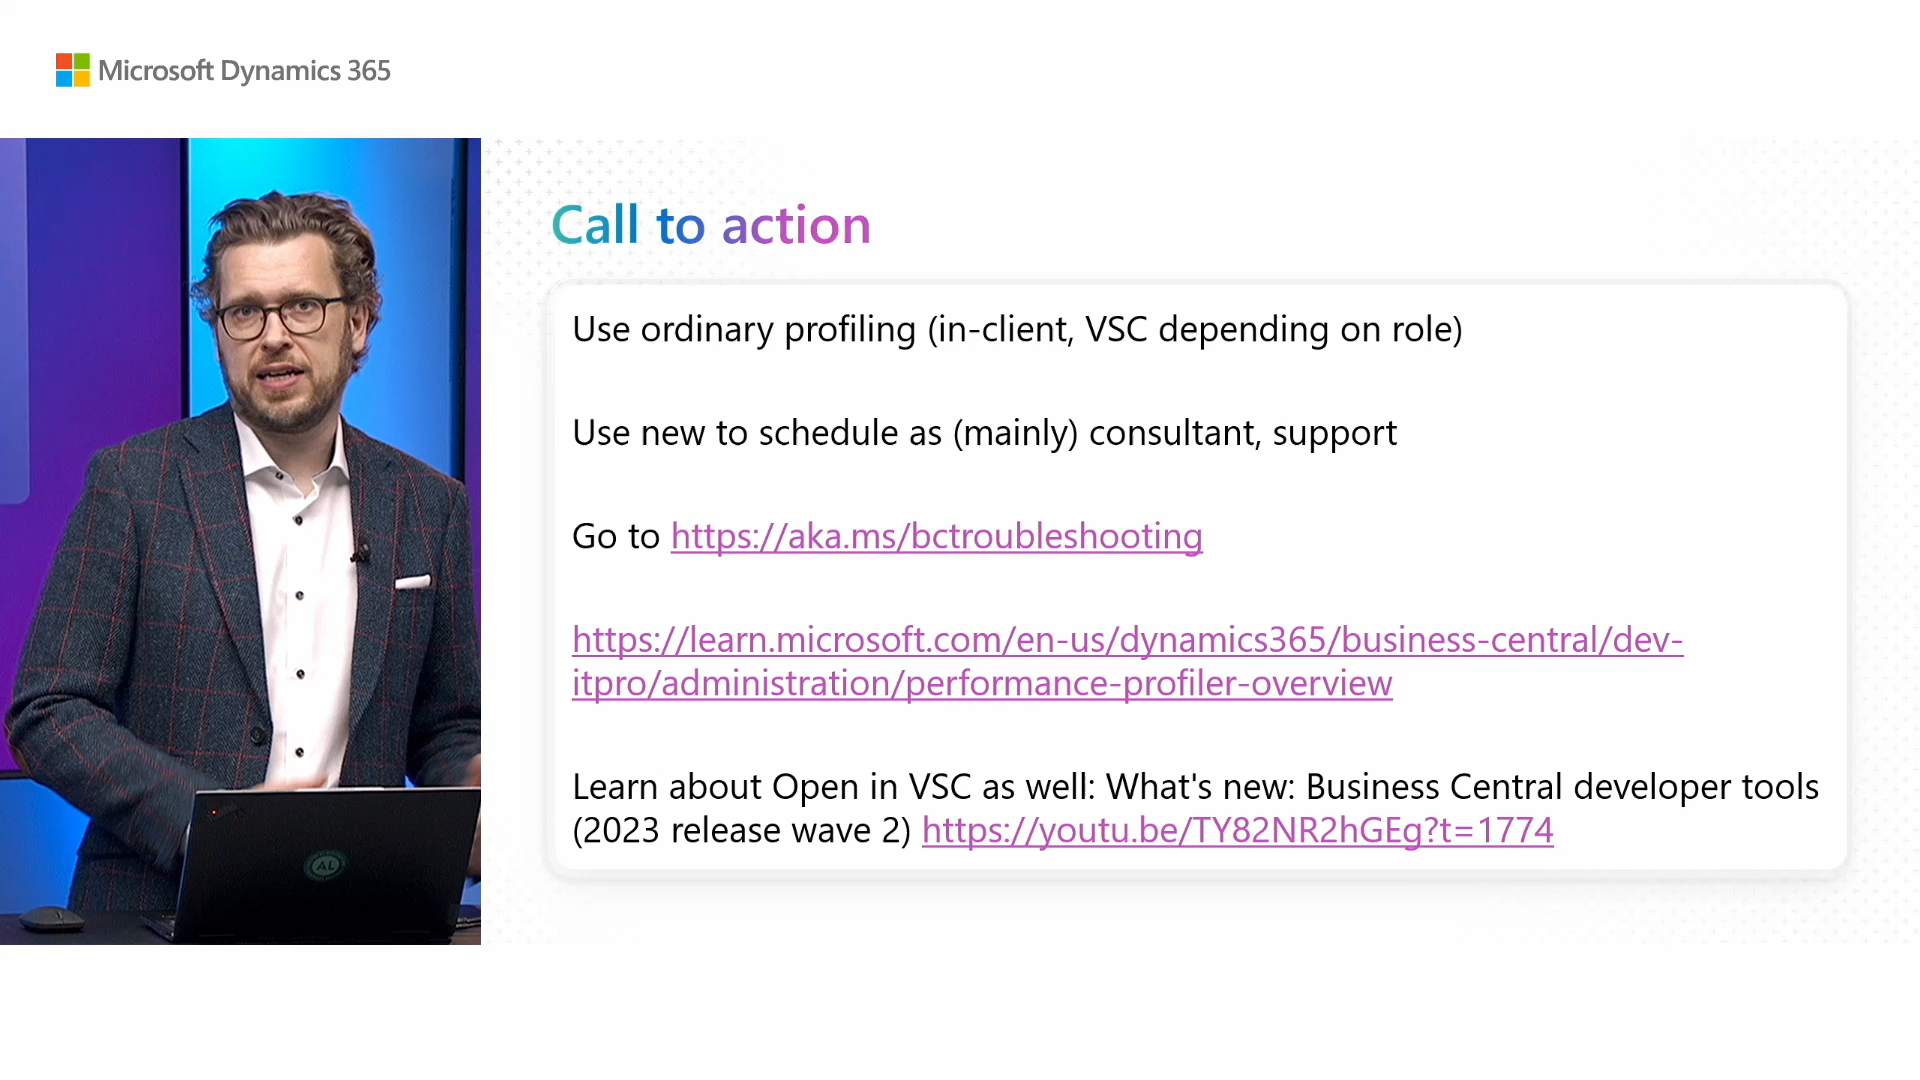 Microsoft Dynamics 365
Call to action
Use ordinary profiling (in-client, VSC depending on role)
Use new to schedule as (mainly) consultant, support
Go to https://aka.ms/bctroubleshooting
https://learn.microsoft.com/en-us/dynamics365/business-central/dev-
itpro/administration/performance-profiler-overview
Learn about Open in VSC as well: What's new: Business Central developer tools
(2023 release wave 2) https://youtu.be/TY82NR2hGEg?t=1774
AL